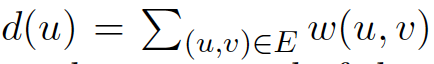 d(u) = ∑_{(u,v)∈E} w(u, v)